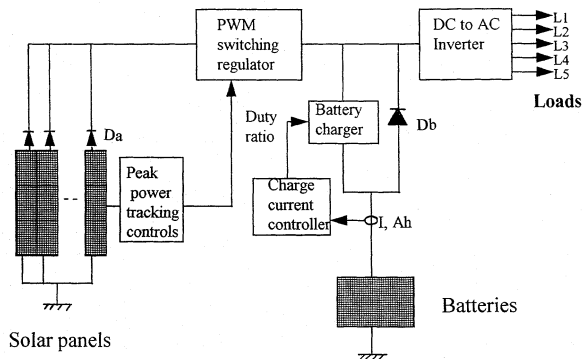 PWM
switching
regulator
DC to AC
Inverter
L1
L2
L3
L4
L5
Loads
Duty
ratio
Battery
charger
Db
Da
Peak
power
tracking
controls
Charge
current
controller
I, Ah
Batteries
Solar panels